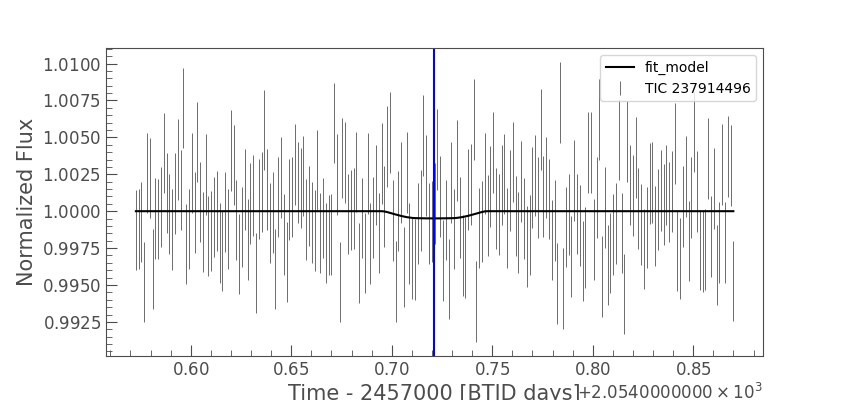 Normalized Flux
1.0100
1.0075
1.0050
1.0025
1.0000
0.9975
0.9950
0.9925
fit_model
TIC 237914496
0.60 0.65 0.70 0.75 0.80 0.85
Time - 2457000 [BTJD days]
+2.0540000000 × 10³